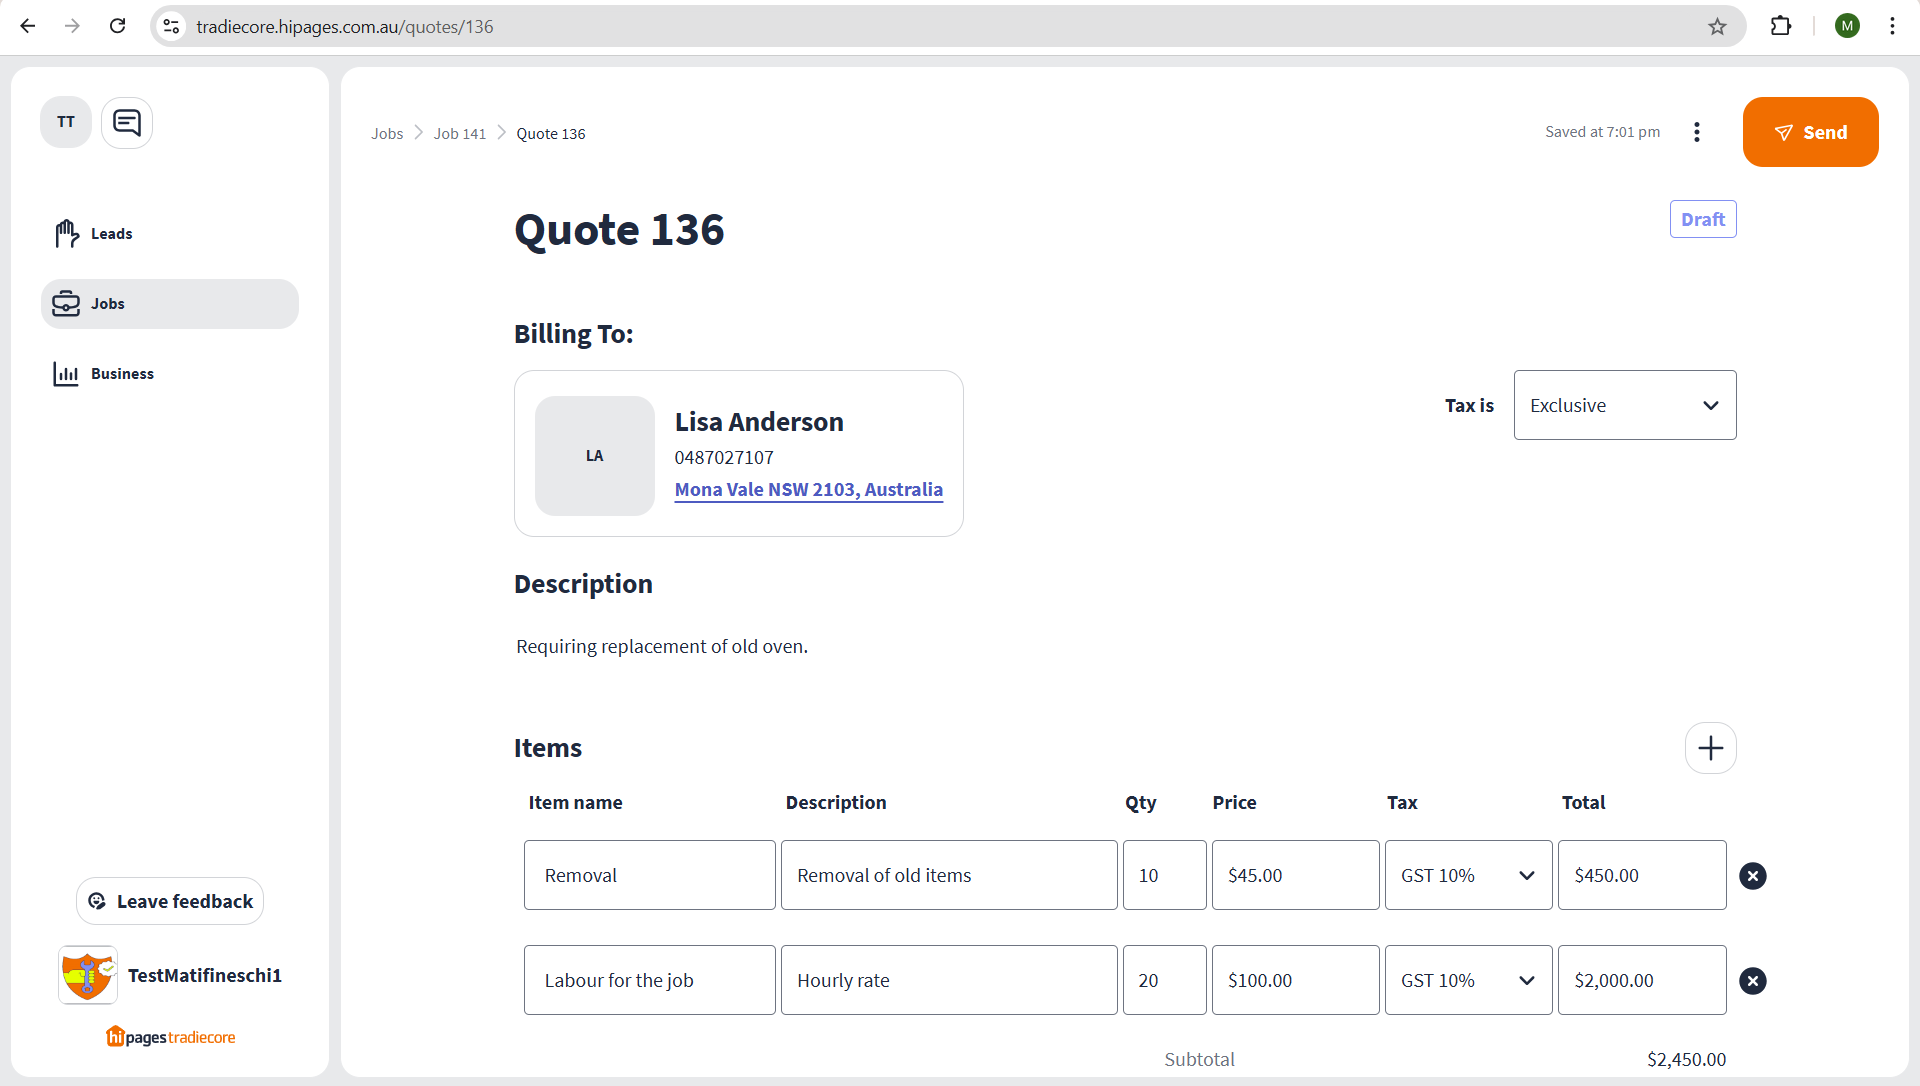 tradiecore.hipages.com.au/quotes/136
M
TT
Leads
Jobs
Business
Leave feedback
TestMatifineschi1
hipages tradiecore
Jobs > Job 141 > Quote 136
Saved at 7:01 pm
Send
Quote 136
Draft
Billing To:
LA
Lisa Anderson
0487027107
Mona Vale NSW 2103, Australia
Tax is Exclusive
Description
Requiring replacement of old oven.
Items
Item name Description Qty Price Tax Total
Removal Removal of old items 10 $45.00 GST 10% $450.00
Labour for the job Hourly rate 20 $100.00 GST 10% $2,000.00
Subtotal $2,450.00